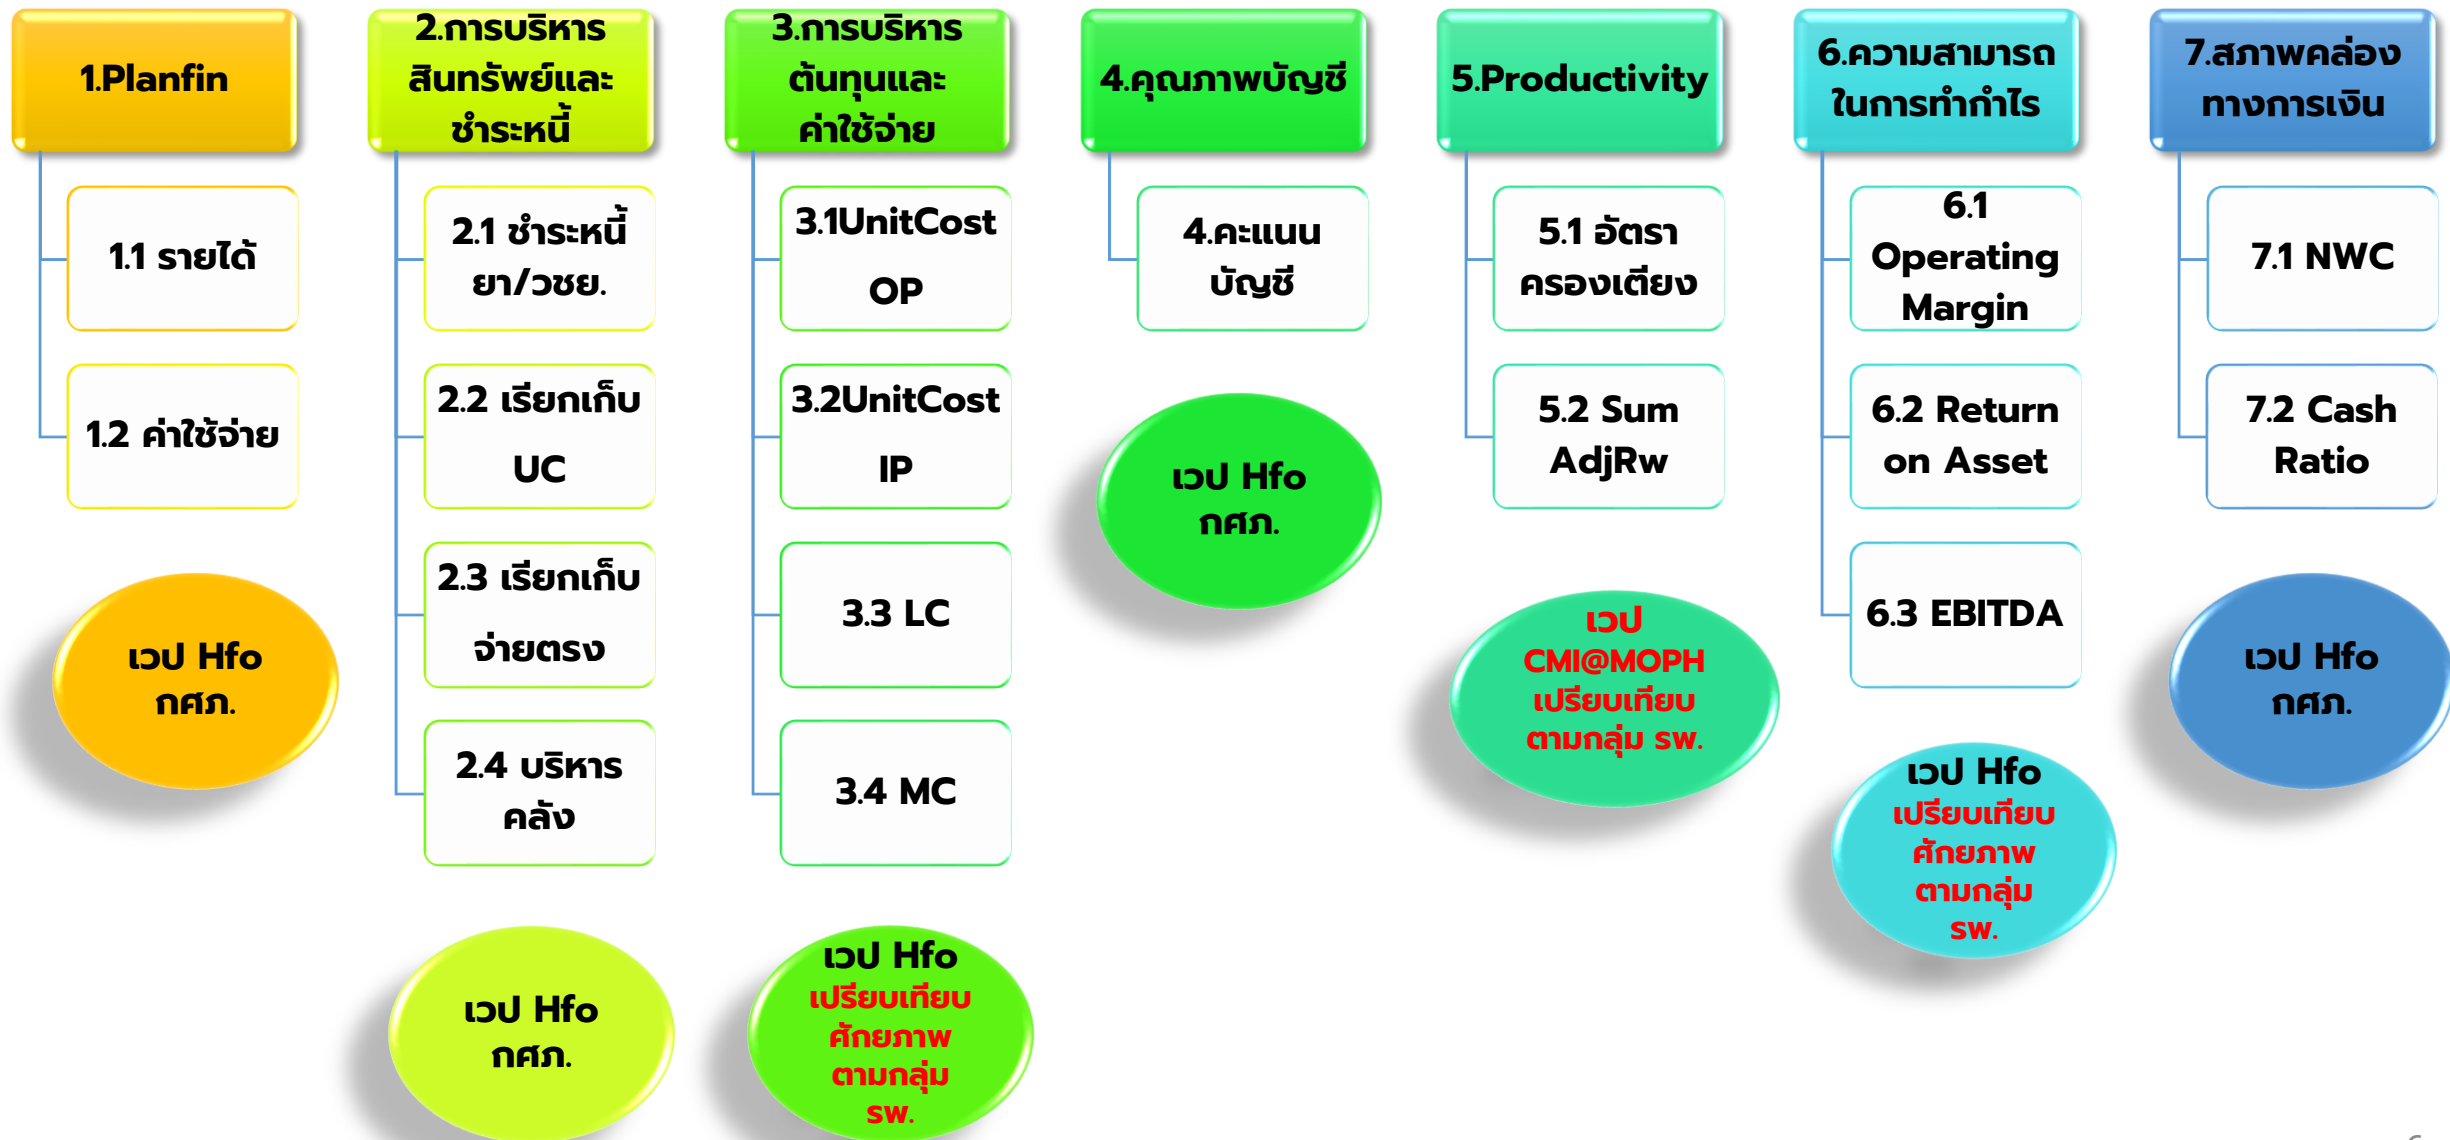 1.Planfin
1.1 รายได้
1.2 ค่าใช้จ่าย
เวป Hfo
กศภ.
2.การบริหาร
สินทรัพย์และ
ชำระหนี้
2.1 ชำระหนี้
ยา/วชย.
2.2 เรียกเก็บ
UC
2.3 เรียกเก็บ
จ่ายตรง
2.4 บริหาร
คลัง
เวป Hfo
กศภ.
3.การบริหาร
ต้นทุนและ
ค่าใช้จ่าย
3.1UnitCost
OP
3.2UnitCost
IP
3.3 LC
3.4 MC
เวป Hfo
เปรียบเทียบ
ศักยภาพ
ตามกลุ่ม
รพ.
4.คุณภาพบัญชี
4.คะแนน
บัญชี
เวป Hfo
กศภ.
5.Productivity
5.1 อัตรา
ครองเตียง
5.2 Sum
AdjRw
เวป
CMI@MOPH
เปรียบเทียบ
ตามกลุ่ม รพ.
6.ความสามารถ
ในการทำกำไร
6.1
Operating
Margin
6.2 Return
on Asset
6.3 EBITDA
เวป Hfo
เปรียบเทียบ
ศักยภาพ
ตามกลุ่ม
รพ.
7.สภาพคล่อง
ทางการเงิน
7.1 NWC
7.2 Cash
Ratio
เวป Hfo
กศภ.